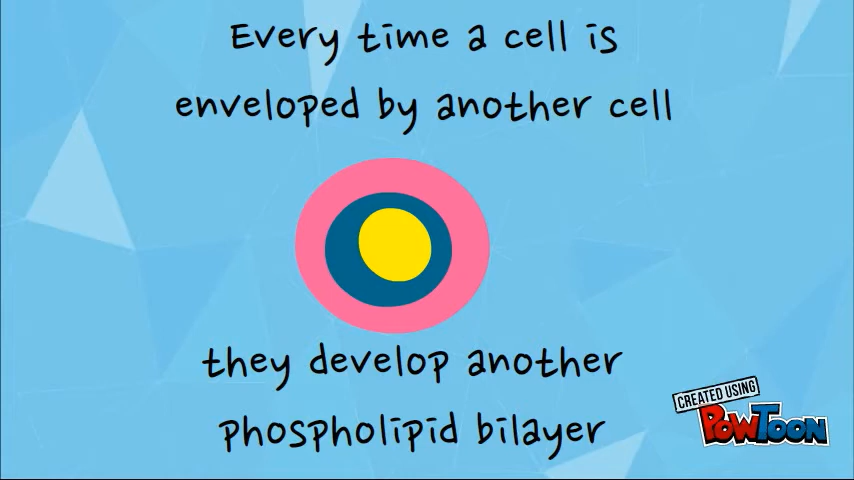 Every time a cell is
enveloped by another cell
they develop another
phospholipid bilayer
CREATED USING
POWTOON